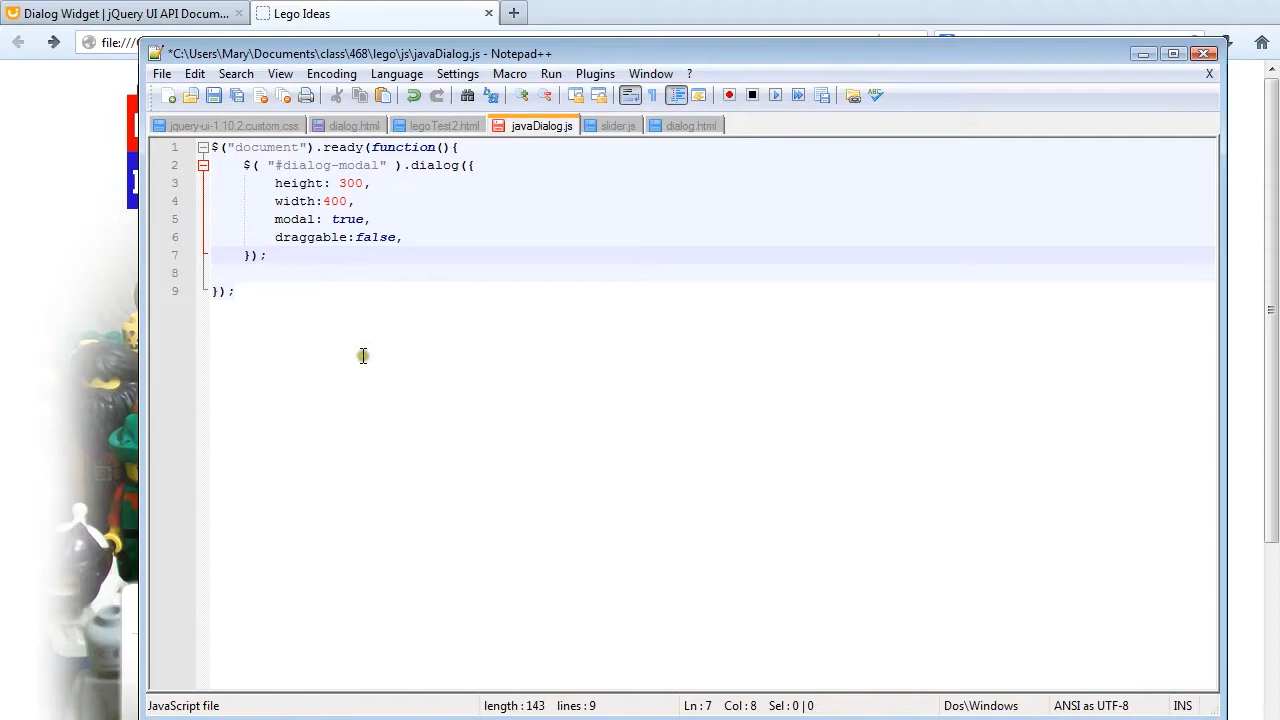 Dialog Widget | jQuery UI API Docum... × Lego Ideas ×
file:///
*C:\Users\Mary\Documents\class\468\lego\js\javaDialog.js - Notepad++
File Edit Search View Encoding Language Settings Macro Run Plugins Window ? X
jquery-ui-1.10.2.custom.css dialog.html legoTest2.html javaDialog.js slider.js dialog.html
1 $("document").ready(function(){
2 $( "#dialog-modal" ).dialog({
3 height: 300,
4 width:400,
5 modal: true,
6 draggable:false,
7 });
8
9 });
JavaScript file length : 143 lines : 9 Ln : 7 Col : 8 Sel : 0 | 0 Dos\Windows ANSI as UTF-8 INS